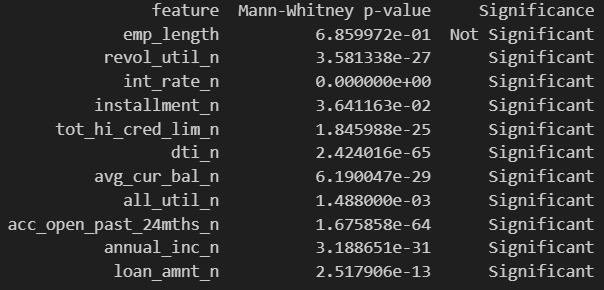 feature Mann-Whitney p-value Significance
emp_length 6.859972e-01 Not Significant
revol_util_n 3.581338e-27 Significant
int_rate_n 0.000000e+00 Significant
installment_n 3.641163e-02 Significant
tot_hi_cred_lim_n 1.845988e-25 Significant
dti_n 2.424016e-65 Significant
avg_cur_bal_n 6.190047e-29 Significant
all_util_n 1.488000e-03 Significant
acc_open_past_24mths_n 1.675858e-64 Significant
annual_inc_n 3.188651e-31 Significant
loan_amnt_n 2.517906e-13 Significant